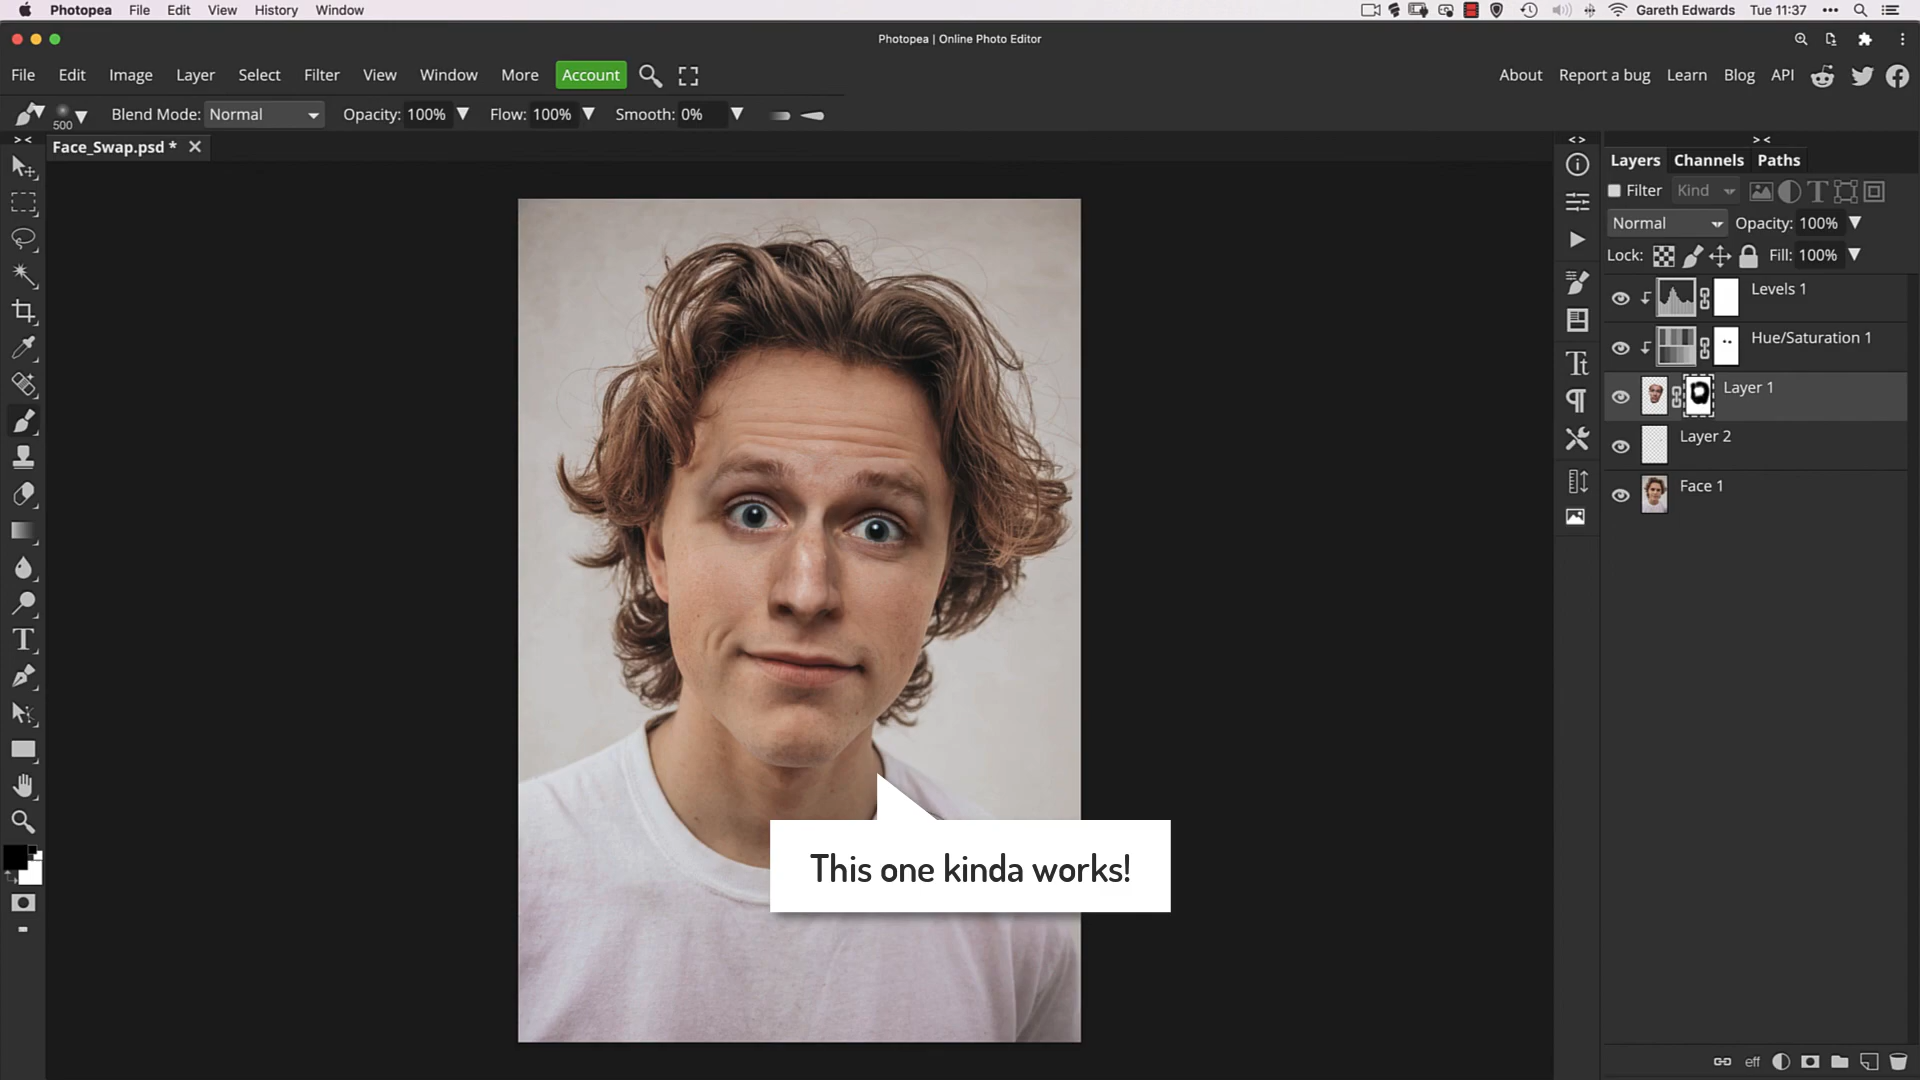 Photopea File Edit View History Window
Gareth Edwards Tue 11:37
Photopea | Online Photo Editor
File Edit Image Layer Select Filter View Window More Account
About Report a bug Learn Blog API
500
Blend Mode: Normal Opacity: 100% Flow: 100% Smooth: 0%
Face_Swap.psd *
Layers Channels Paths
Filter Kind
Normal Opacity: 100%
Lock: Fill: 100%
Levels 1
Hue/Saturation 1
Layer 1
Layer 2
Face 1
This one kinda works!
eff